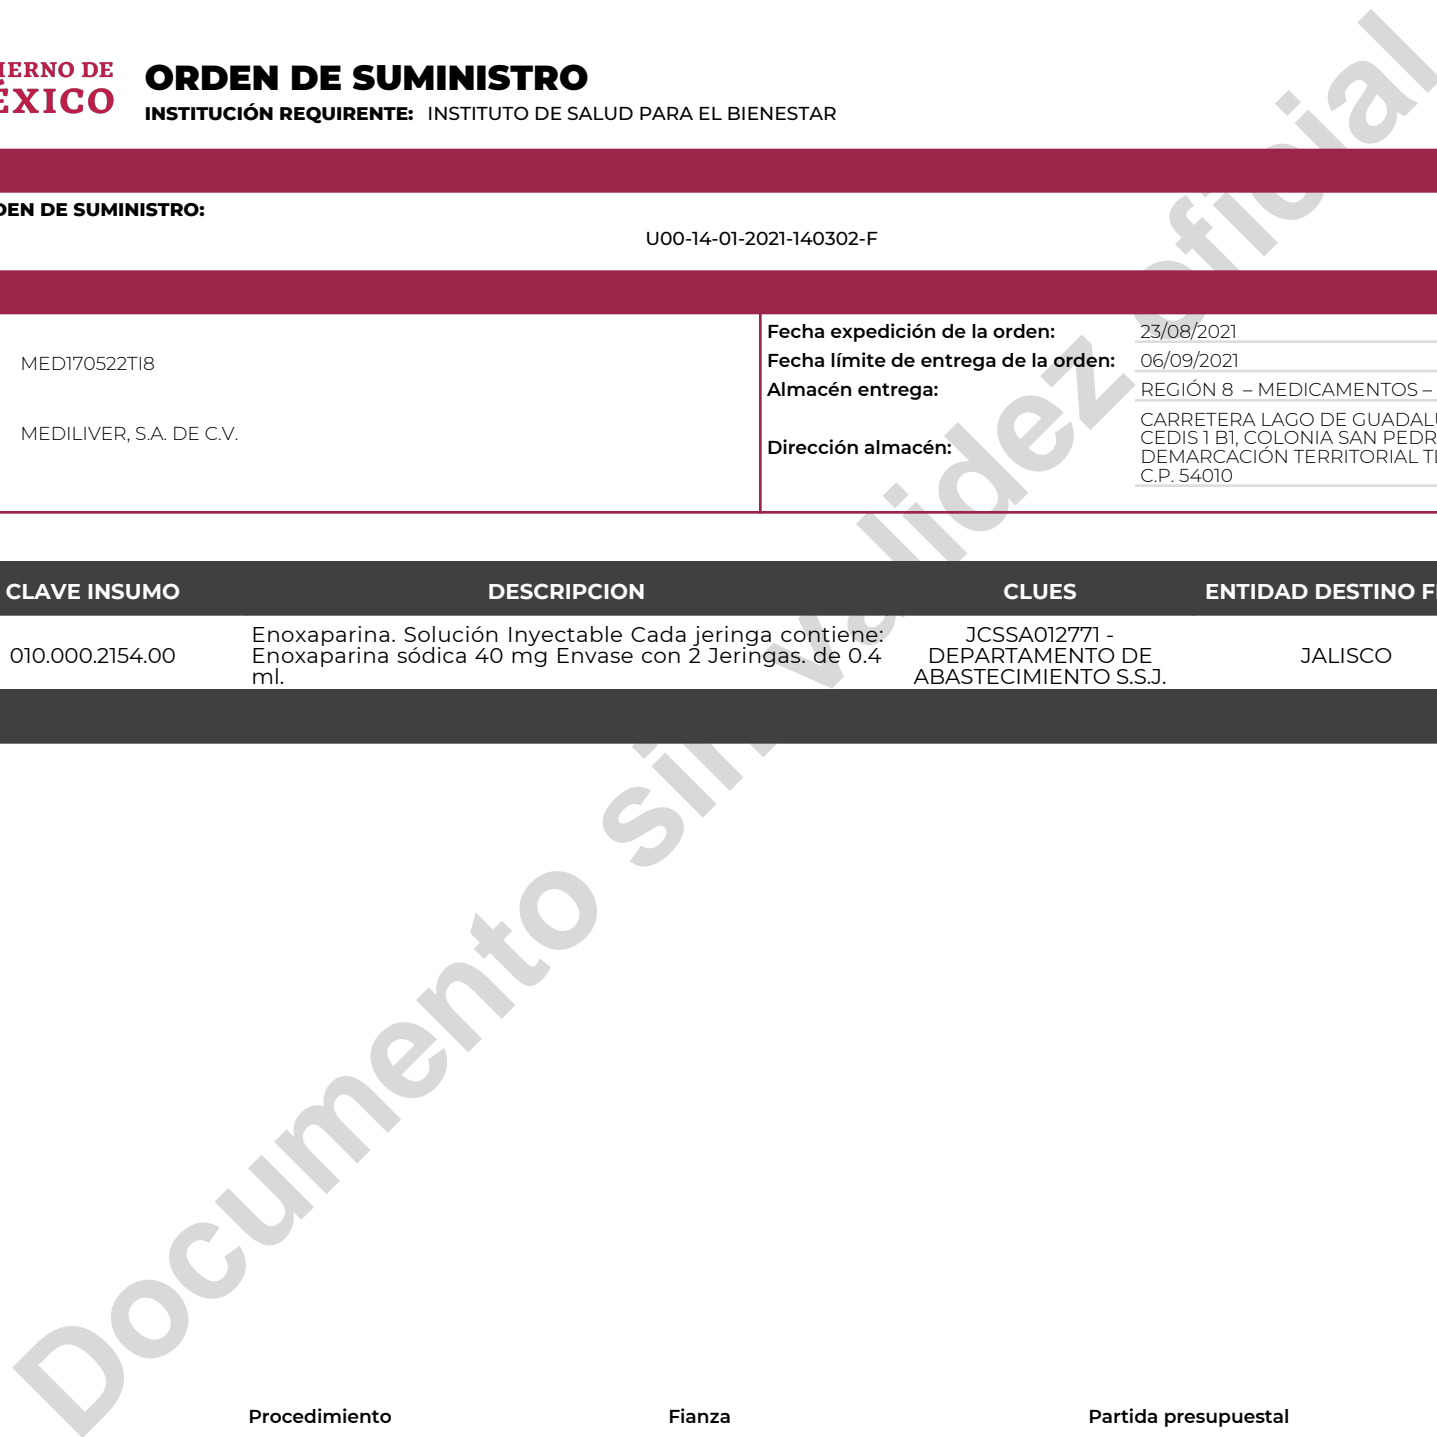 IERNO DE
ÉXICO
ORDEN DE SUMINISTRO
INSTITUCIÓN REQUIRENTE: INSTITUTO DE SALUD PARA EL BIENESTAR
DEN DE SUMINISTRO:
U00-14-01-2021-140302-F
MED170522TI8
MEDILIVER, S.A. DE C.V.
Fecha expedición de la orden: 23/08/2021
Fecha límite de entrega de la orden: 06/09/2021
Almacén entrega: REGIÓN 8 – MEDICAMENTOS –
Dirección almacén:
CARRETERA LAGO DE GUADALU
CEDIS 1 B1, COLONIA SAN PEDR
DEMARCACIÓN TERRITORIAL TL
C.P. 54010
CLAVE INSUMO DESCRIPCION CLUES ENTIDAD DESTINO FI
010.000.2154.00
Enoxaparina. Solución Inyectable Cada jeringa contiene:
Enoxaparina sódica 40 mg Envase con 2 Jeringas. de 0.4
ml.
JCSSA012771 -
DEPARTAMENTO DE
ABASTECIMIENTO S.S.J.
JALISCO
Documento sin validez oficial
Procedimiento Fianza Partida presupuestal